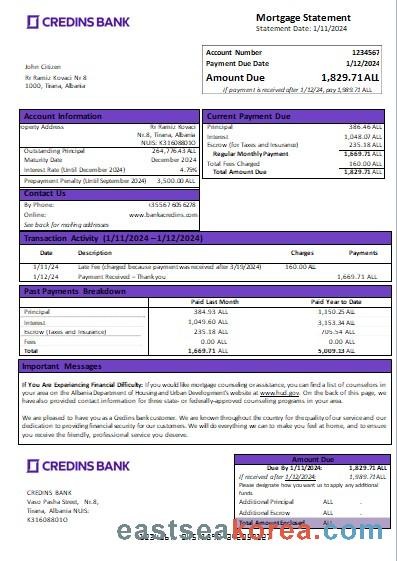 CREDINS BANK
Mortgage Statement
Statement Date: 1/11/2024
Account Number 1234567
Payment Due Date 1/12/2024
Amount Due 1,829.71 ALL
if payment is received after 1/12/24, pay 1,989.71 ALL
John Citizen
Rr Ramiz Kovaci Nr 8
1000, Tirana, Albania
Account Information
roperty Address Rr Ramiz Kovaci
Nr.8, Tirana, Albania
NUIS: K31608801O
Outstanding Principal 264,776.43 ALL
Maturity Date December 2024
Interest Rate (Until December 2024) 4.75%
Prepayment Penalty (Until September 2024) 3,500.00 ALL
Contact Us
By Phone: +35567 605 6278
Online: www.bankacredins.com
See back for mailing addresses
Current Payment Due
Principal 386.46 ALL
Interest 1,048.07 ALL
Escrow (for Taxes and Insurance) 235.18 ALL
Regular Monthly Payment 1,669.71 ALL
Total Fees Charged 160.00 ALL
Total Amount Due 1,829.71 ALL
Transaction Activity (1/11/2024 – 1/12/2024)
Date Description Charges Payments
1/11/24 Late Fee (charged because payment was received after 3/15/2024) 160.00 ALL
1/12/24 Payment Received – Thank you 1,669.71 ALL
Past Payments Breakdown
Paid Last Month Paid Year to Date
Principal 384.93 ALL 1,150.25 ALL
Interest 1,049.60 ALL 3,153.34 ALL
Escrow (Taxes and Insurance) 235.18 ALL 705.54 ALL
Fees 0.00 ALL 0.00 ALL
Total 1,669.71 ALL 5,009.13 ALL
Important Messages
If You Are Experiencing Financial Difficulty: If you would like mortgage counseling or assistance, you can find a list of counselors in
your area on the Albania Department of Housing and Urban Development's website at www.hud.gov. On the back of this page, we
have also provided contact information for three state- or federally-approved counseling programs in your area.
We are pleased to have you as a Credins bank customer. We are known throughout the country for the quality of our service and our
dedication to providing financial security for our customers. We will do everything we can to make you feel at home, and to ensure
you receive the friendly, professional service you deserve.
CREDINS BANK
CREDINS BANK
Vaso Pasha Street, Nr.8,
Tirana, Albania NUIS:
K31608801O
Amount Due
Due By 1/11/2024: 1,829.71 ALL
if received after 1/12/2024: 1,989.71 ALL
Please designate how you want us to apply any additional
funds.
Additional Principal ALL .
Additional Escrow ALL .
Total Amount Enclosed ALL .
eastseakorea.com